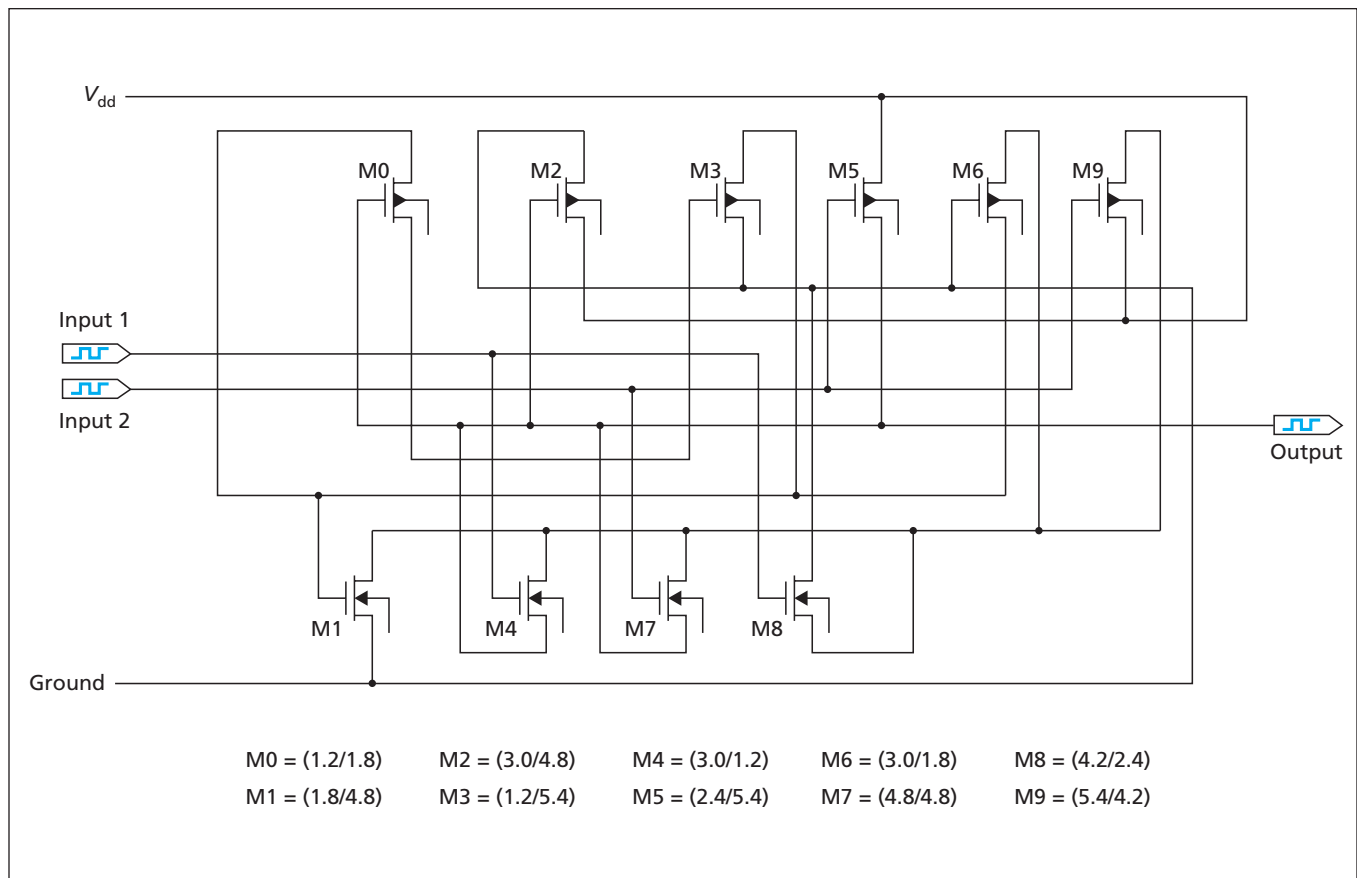 Vdd
M0 M2 M3 M5 M6 M9
Input 1
Input 2
Output
M1 M4 M7 M8
Ground
M0 = (1.2/1.8) M2 = (3.0/4.8) M4 = (3.0/1.2) M6 = (3.0/1.8) M8 = (4.2/2.4)
M1 = (1.8/4.8) M3 = (1.2/5.4) M5 = (2.4/5.4) M7 = (4.8/4.8) M9 = (5.4/4.2)